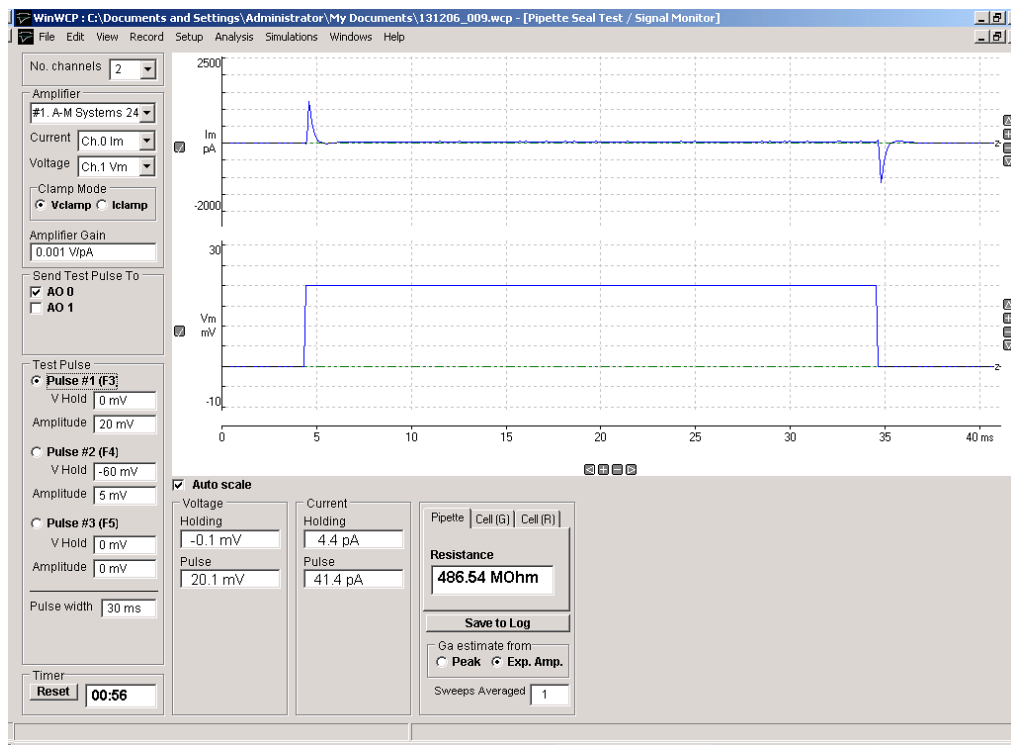 WinWCP : C:\Documents and Settings\Administrator\My Documents\131206_009.wcp - [Pipette Seal Test / Signal Monitor]
File Edit View Record Setup Analysis Simulations Windows Help
No. channels 2
Amplifier
#1. A-M Systems 24
Current Ch.0 Im
Voltage Ch.1 Vm
Clamp Mode
Vclamp Iclamp
Amplifier Gain
0.001 V/pA
Send Test Pulse To
AO 0
AO 1
Test Pulse
Pulse #1 (F3)
V Hold 0 mV
Amplitude 20 mV
Pulse #2 (F4)
V Hold -60 mV
Amplitude 5 mV
Pulse #3 (F5)
V Hold 0 mV
Amplitude 0 mV
Pulse width 30 ms
Timer
Reset 00:56
2500
Im
pA
-2000
z
30
Vm
mV
-10
z
0 5 10 15 20 25 30 35 40 ms
Auto scale
Voltage
Holding
-0.1 mV
Pulse
20.1 mV
Current
Holding
4.4 pA
Pulse
41.4 pA
Pipette Cell (G) Cell (R)
Resistance
486.54 MOhm
Save to Log
Ga estimate from
Peak Exp. Amp.
Sweeps Averaged 1